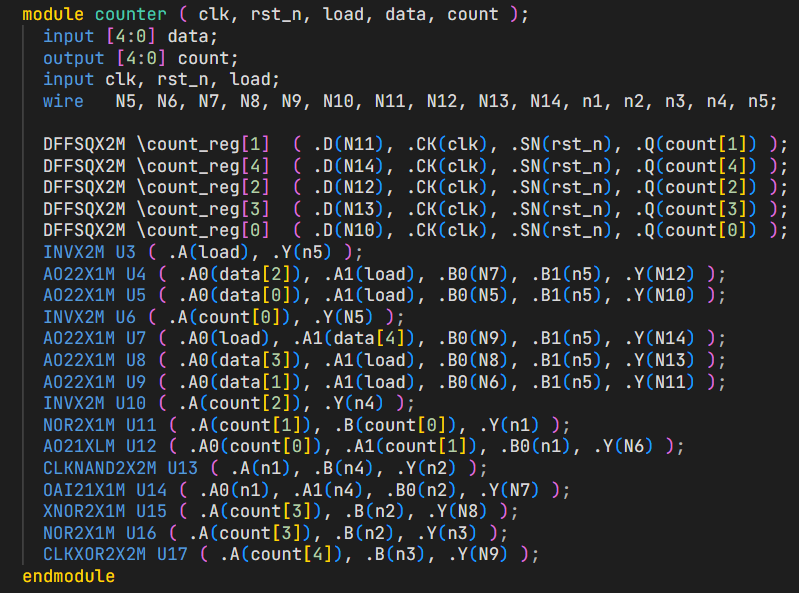 module counter ( clk, rst_n, load, data, count );
  input [4:0] data;
  output [4:0] count;
  input clk, rst_n, load;
  wire   N5, N6, N7, N8, N9, N10, N11, N12, N13, N14, n1, n2, n3, n4, n5;

  DFFSQX2M \count_reg[1]  ( .D(N11), .CK(clk), .SN(rst_n), .Q(count[1]) );
  DFFSQX2M \count_reg[4]  ( .D(N14), .CK(clk), .SN(rst_n), .Q(count[4]) );
  DFFSQX2M \count_reg[2]  ( .D(N12), .CK(clk), .SN(rst_n), .Q(count[2]) );
  DFFSQX2M \count_reg[3]  ( .D(N13), .CK(clk), .SN(rst_n), .Q(count[3]) );
  DFFSQX2M \count_reg[0]  ( .D(N10), .CK(clk), .SN(rst_n), .Q(count[0]) );
  INVX2M U3 ( .A(load), .Y(n5) );
  AO22X1M U4 ( .A0(data[2]), .A1(load), .B0(N7), .B1(n5), .Y(N12) );
  AO22X1M U5 ( .A0(data[0]), .A1(load), .B0(N5), .B1(n5), .Y(N10) );
  INVX2M U6 ( .A(count[0]), .Y(N5) );
  AO22X1M U7 ( .A0(load), .A1(data[4]), .B0(N9), .B1(n5), .Y(N14) );
  AO22X1M U8 ( .A0(data[3]), .A1(load), .B0(N8), .B1(n5), .Y(N13) );
  AO22X1M U9 ( .A0(data[1]), .A1(load), .B0(N6), .B1(n5), .Y(N11) );
  INVX2M U10 ( .A(count[2]), .Y(n4) );
  NOR2X1M U11 ( .A(count[1]), .B(count[0]), .Y(n1) );
  AO21XLM U12 ( .A0(count[0]), .A1(count[1]), .B0(n1), .Y(N6) );
  CLKNAND2X2M U13 ( .A(n1), .B(n4), .Y(n2) );
  OAI21X1M U14 ( .A0(n1), .A1(n4), .B0(n2), .Y(N7) );
  XNOR2X1M U15 ( .A(count[3]), .B(n2), .Y(N8) );
  NOR2X1M U16 ( .A(count[3]), .B(n2), .Y(n3) );
  CLKXOR2X2M U17 ( .A(count[4]), .B(n3), .Y(N9) );
endmodule